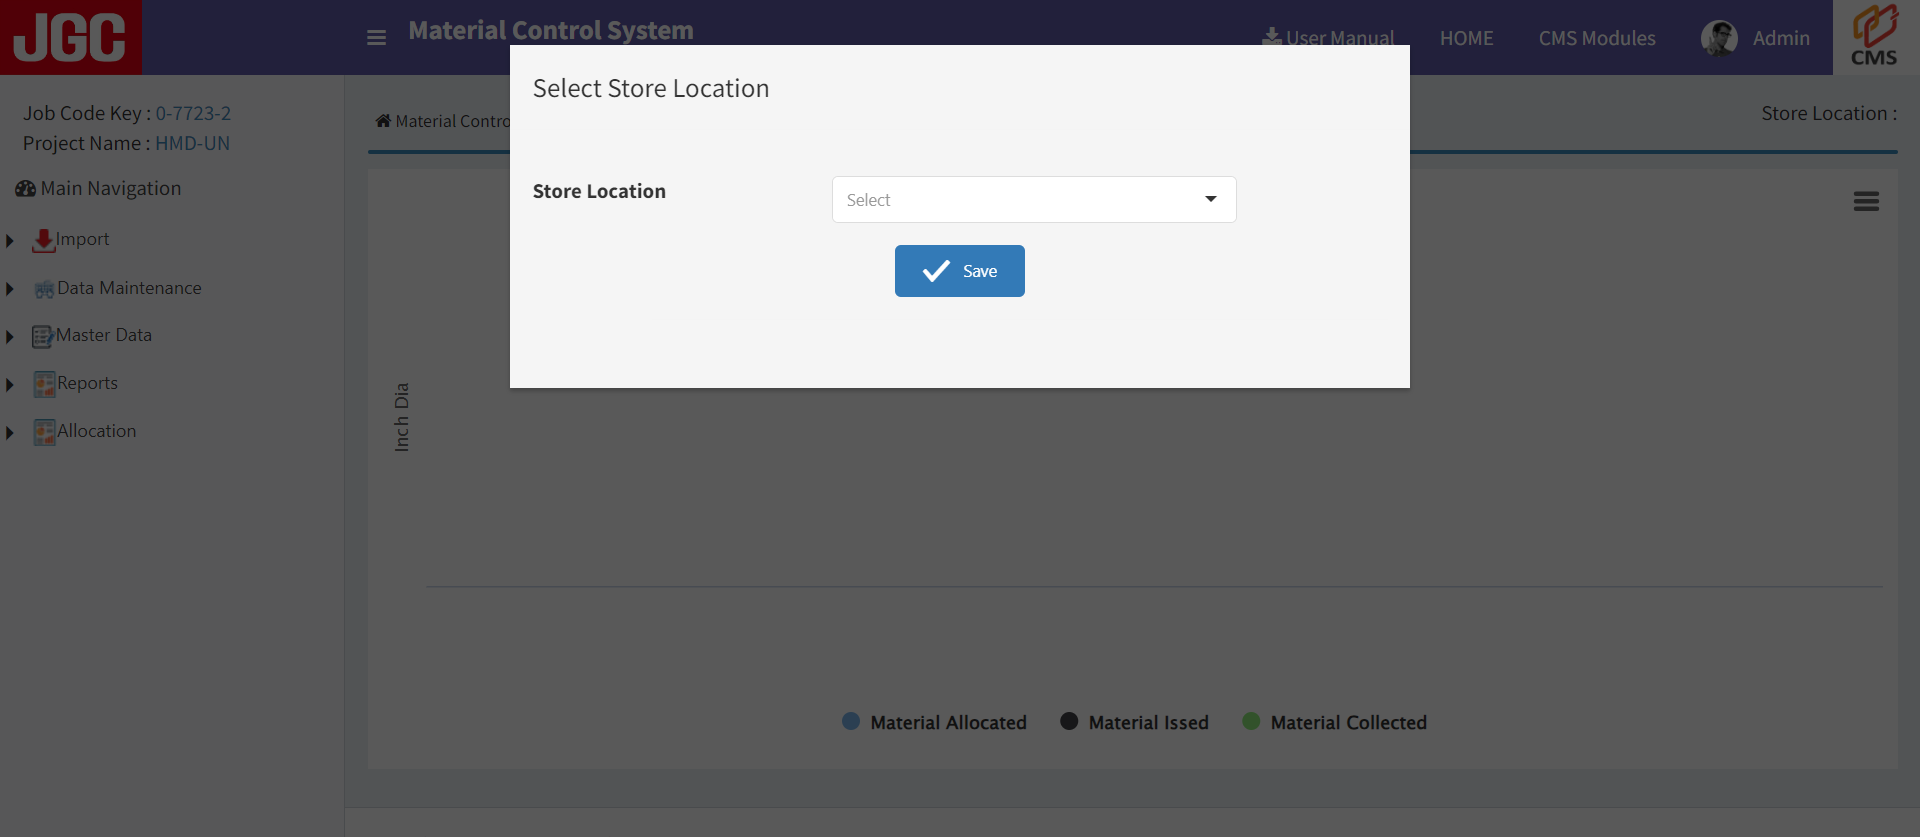 JGC
Material Control System
User Manual
HOME
CMS Modules
Admin
CMS
Job Code Key : 0-7723-2
Project Name : HMD-UN
Main Navigation
Import
Data Maintenance
Master Data
Reports
Allocation
Material Contro
Store Location :
Select Store Location
Store Location
Select
Save
Inch Dia
Material Allocated
Material Issed
Material Collected